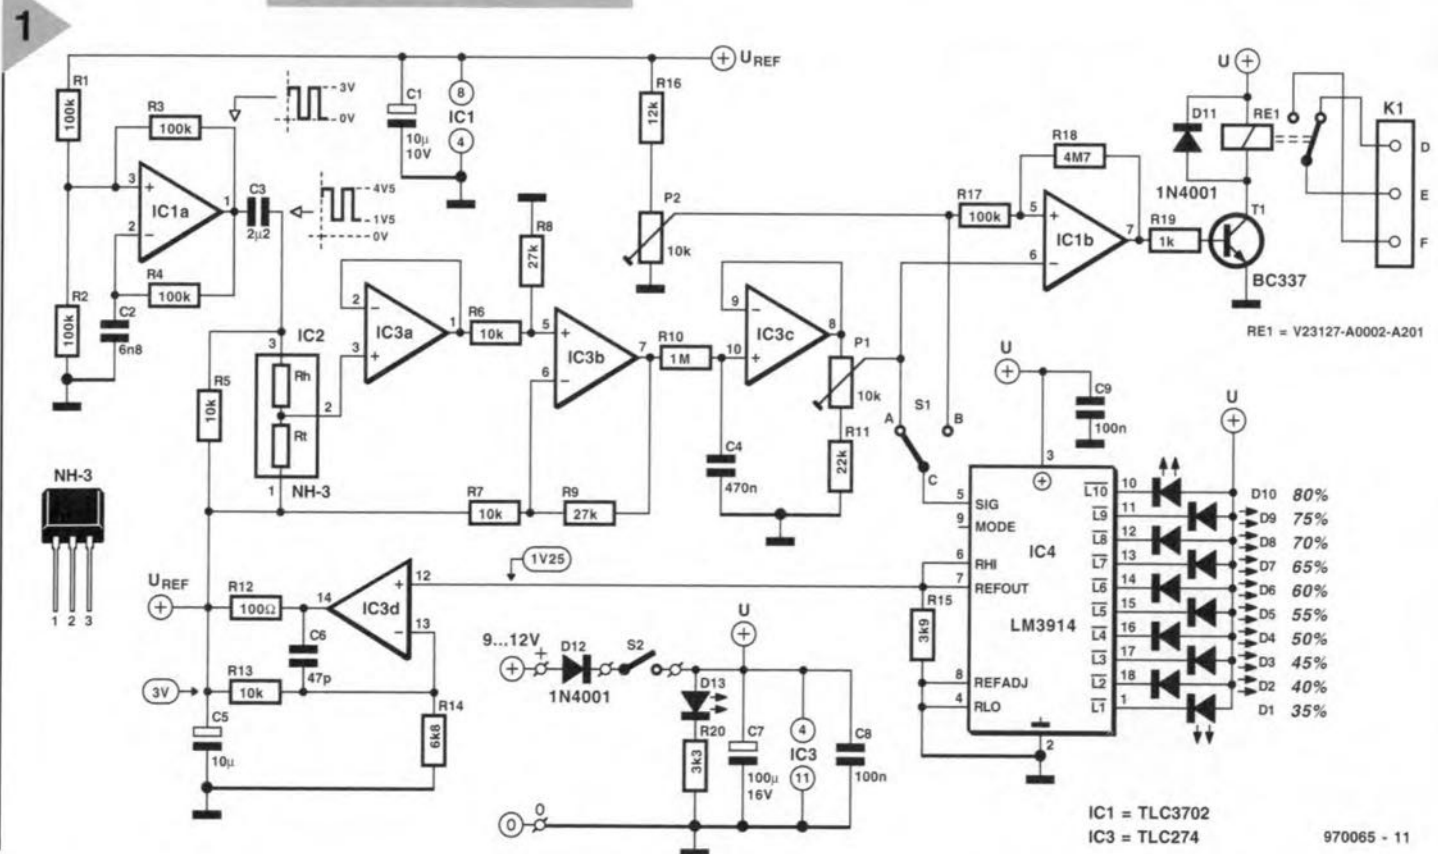 1
U REF
R1
100k
R3
100k
3V
0V
C1
10µ
10V
8
IC1
4
R16
12k
U
D11
RE1
1N4001
K1
D
E
F
3
2
1
IC1a
+
−
C3
2µ2
4V5
1V5
0V
R4
100k
R2
100k
C2
6n8
P2
10k
R8
27k
R17
100k
R18
4M7
5
6
7
+
−
IC1b
R19
1k
T1
BC337
RE1 = V23127-A0002-A201
IC2
3
2
1
Rh
Rt
NH-3
R5
10k
2
3
1
−
+
IC3a
R6
10k
5
6
7
+
−
IC3b
R10
1M
9
10
8
−
+
IC3c
P1
10k
R11
22k
C4
470n
A
S1
B
C
U
C9
100n
U
NH-3
1 2 3
R7
10k
R9
27k
3
5 SIG
9 MODE
6 RHI
7 REFOUT
8 REFADJ
4 RLO
2
IC4
LM3914
L10 10
L9 11
L8 12
L7 13
L6 14
L5 15
L4 16
L3 17
L2 18
L1 1
D10 80%
D9 75%
D8 70%
D7 65%
D6 60%
D5 55%
D4 50%
D3 45%
D2 40%
D1 35%
R15
3k9
1V25
U REF
R12
100Ω
14
IC3d
+ 12
− 13
C6
47p
3V
R13
10k
R14
6k8
C5
10µ
9...12V
+
D12
1N4001
S2
U
D13
R20
3k3
C7
100µ
16V
4
IC3
11
C8
100n
0
0
IC1 = TLC3702
IC3 = TLC274
970065 - 11